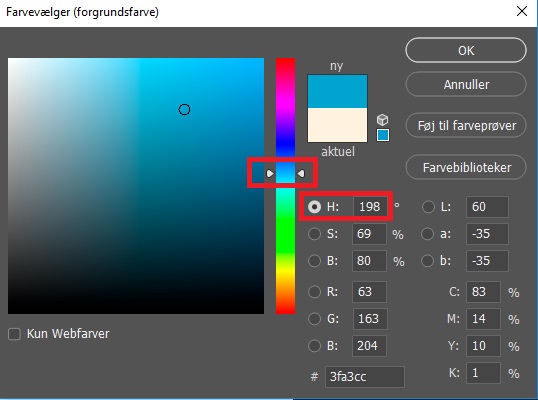 Farvevælger (forgrundsfarve)
ny
aktuel
OK
Annuller
Føj til farveprøver
Farvebiblioteker
H: 198 °
L: 60
S: 69 %
a: -35
B: 80 %
b: -35
R: 63
C: 83 %
G: 163
M: 14 %
B: 204
Y: 10 %
# 3fa3cc
K: 1 %
Kun Webfarver